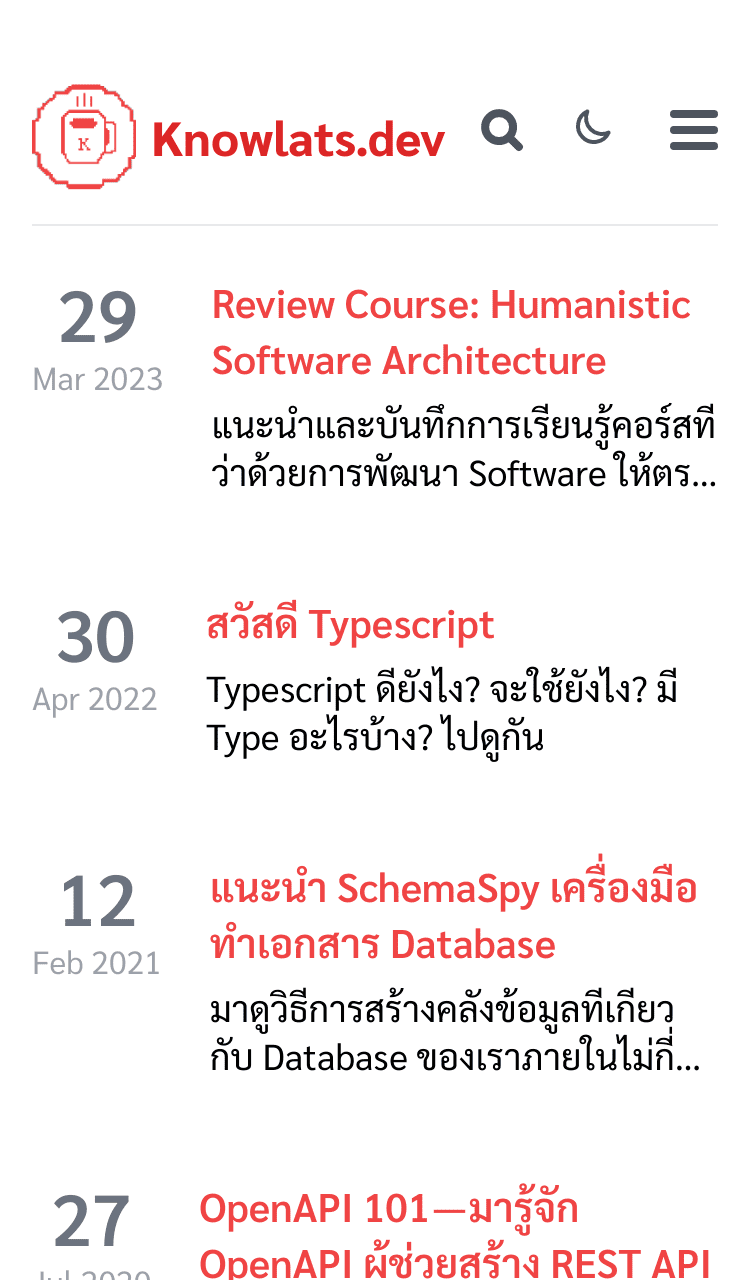 K
Knowlats.dev
29
Mar 2023
Review Course: Humanistic
Software Architecture
แนะนำและบันทึกการเรียนรู้คอร์สที่
ว่าด้วยการพัฒนา Software ให้ตร...
30
Apr 2022
สวัสดี Typescript
Typescript ดียังไง? จะใช้ยังไง? มี
Type อะไรบ้าง? ไปดูกัน
12
Feb 2021
แนะนำ SchemaSpy เครื่องมือ
ทำเอกสาร Database
มาดูวิธีการสร้างคลังข้อมูลที่เกี่ยว
กับ Database ของเราภายในไม่กี่...
27
Jul 2020
OpenAPI 101—มารู้จัก
OpenAPI ผู้ช่วยสร้าง REST API